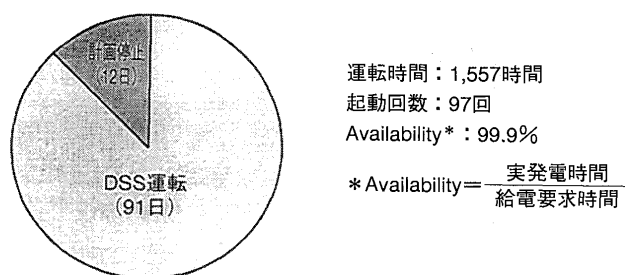 計画停止
(12日)
DSS運転
(91日)
運転時間：1,557時間
起動回数：97回
Availability*：99.9%
*Availability=実発電時間/給電要求時間